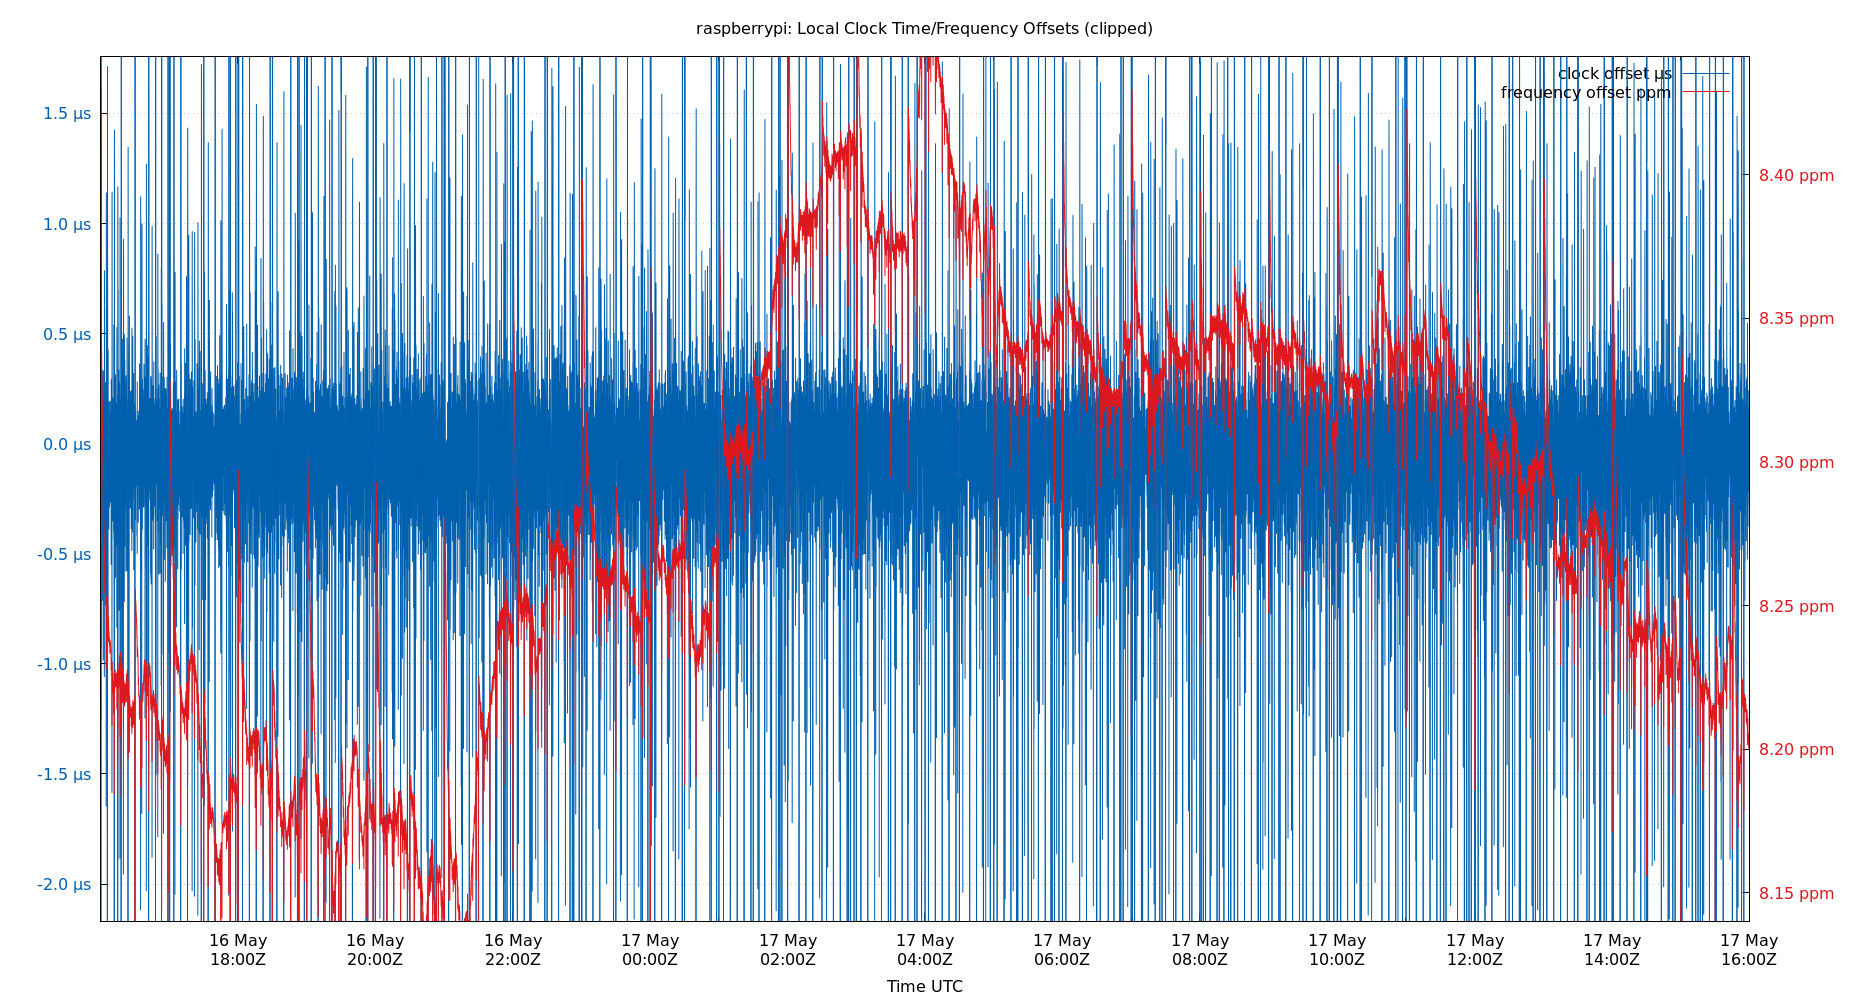 raspberrypi: Local Clock Time/Frequency Offsets (clipped)
clock offset µs
frequency offset ppm
1.5 µs
1.0 µs
0.5 µs
0.0 µs
-0.5 µs
-1.0 µs
-1.5 µs
-2.0 µs
8.40 ppm
8.35 ppm
8.30 ppm
8.25 ppm
8.20 ppm
8.15 ppm
16 May 16 May 16 May 17 May 17 May 17 May 17 May 17 May 17 May 17 May 17 May 17 May
18:00Z 20:00Z 22:00Z 00:00Z 02:00Z 04:00Z 06:00Z 08:00Z 10:00Z 12:00Z 14:00Z 16:00Z
Time UTC